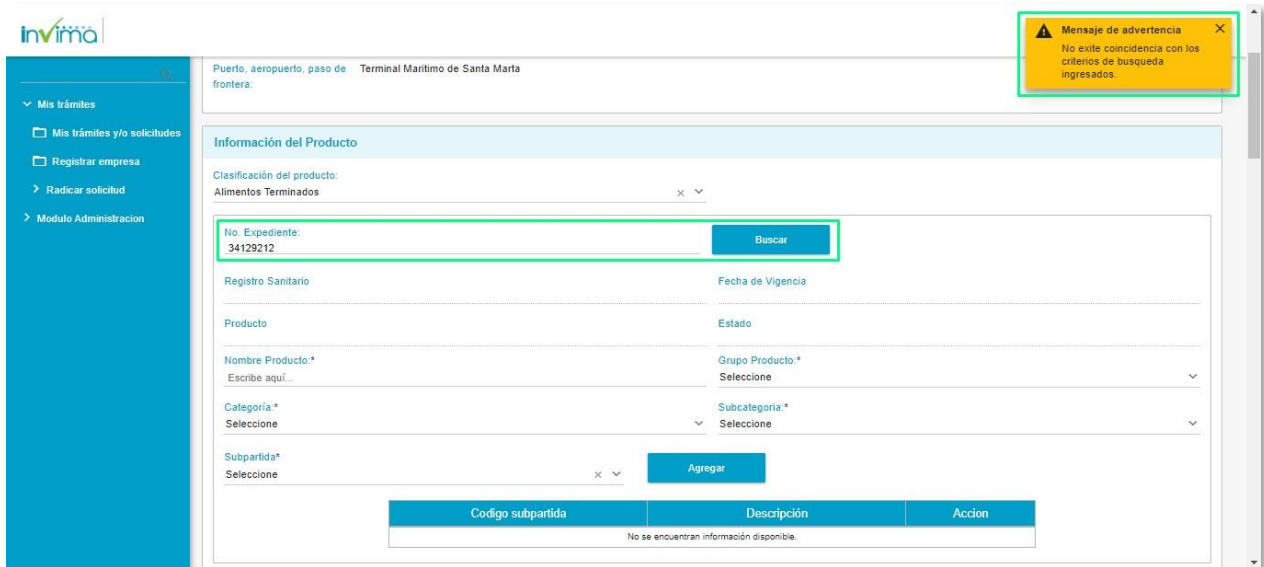 invima
Mensaje de advertencia
No exite coincidencia con los
criterios de busqueda
ingresados.
Mis trámites
Mis trámites y/o solicitudes
Registrar empresa
Radicar solicitud
Modulo Administracion
Puerto, aeropuerto, paso de frontera:
Terminal Maritimo de Santa Marta
Información del Producto
Clasificación del producto:
Alimentos Terminados
No. Expediente:
34129212
Buscar
Registro Sanitario
Fecha de Vigencia
Producto
Estado
Nombre Producto:*
Grupo Producto:*
Escribe aquí...
Seleccione
Categoría:*
Subcategoria:*
Seleccione
Seleccione
Subpartida*
Seleccione
Agregar
Codigo subpartida
Descripción
Accion
No se encuentran información disponible.